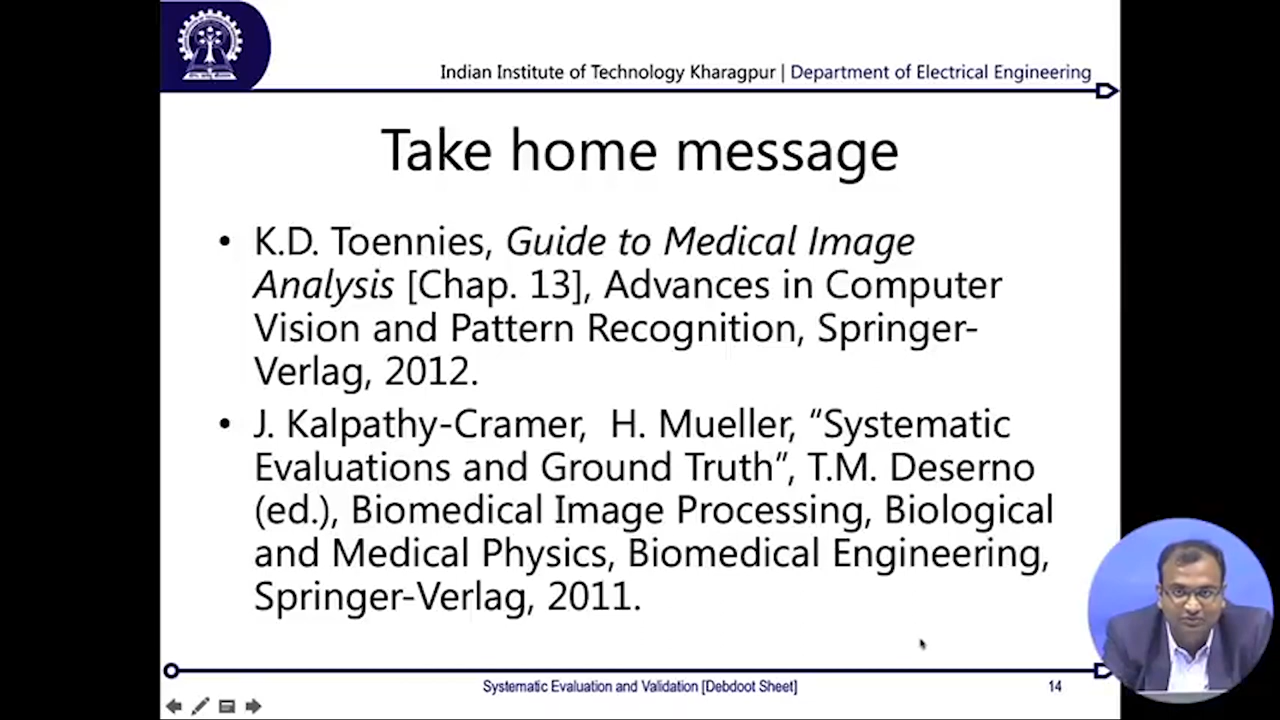 Indian Institute of Technology Kharagpur | Department of Electrical Engineering
Take home message
• K.D. Toennies, Guide to Medical Image
Analysis [Chap. 13], Advances in Computer
Vision and Pattern Recognition, Springer-
Verlag, 2012.
• J. Kalpathy-Cramer,  H. Mueller, “Systematic
Evaluations and Ground Truth”, T.M. Deserno
(ed.), Biomedical Image Processing, Biological
and Medical Physics, Biomedical Engineering,
Springer-Verlag, 2011.
Systematic Evaluation and Validation [Debdoot Sheet]
14